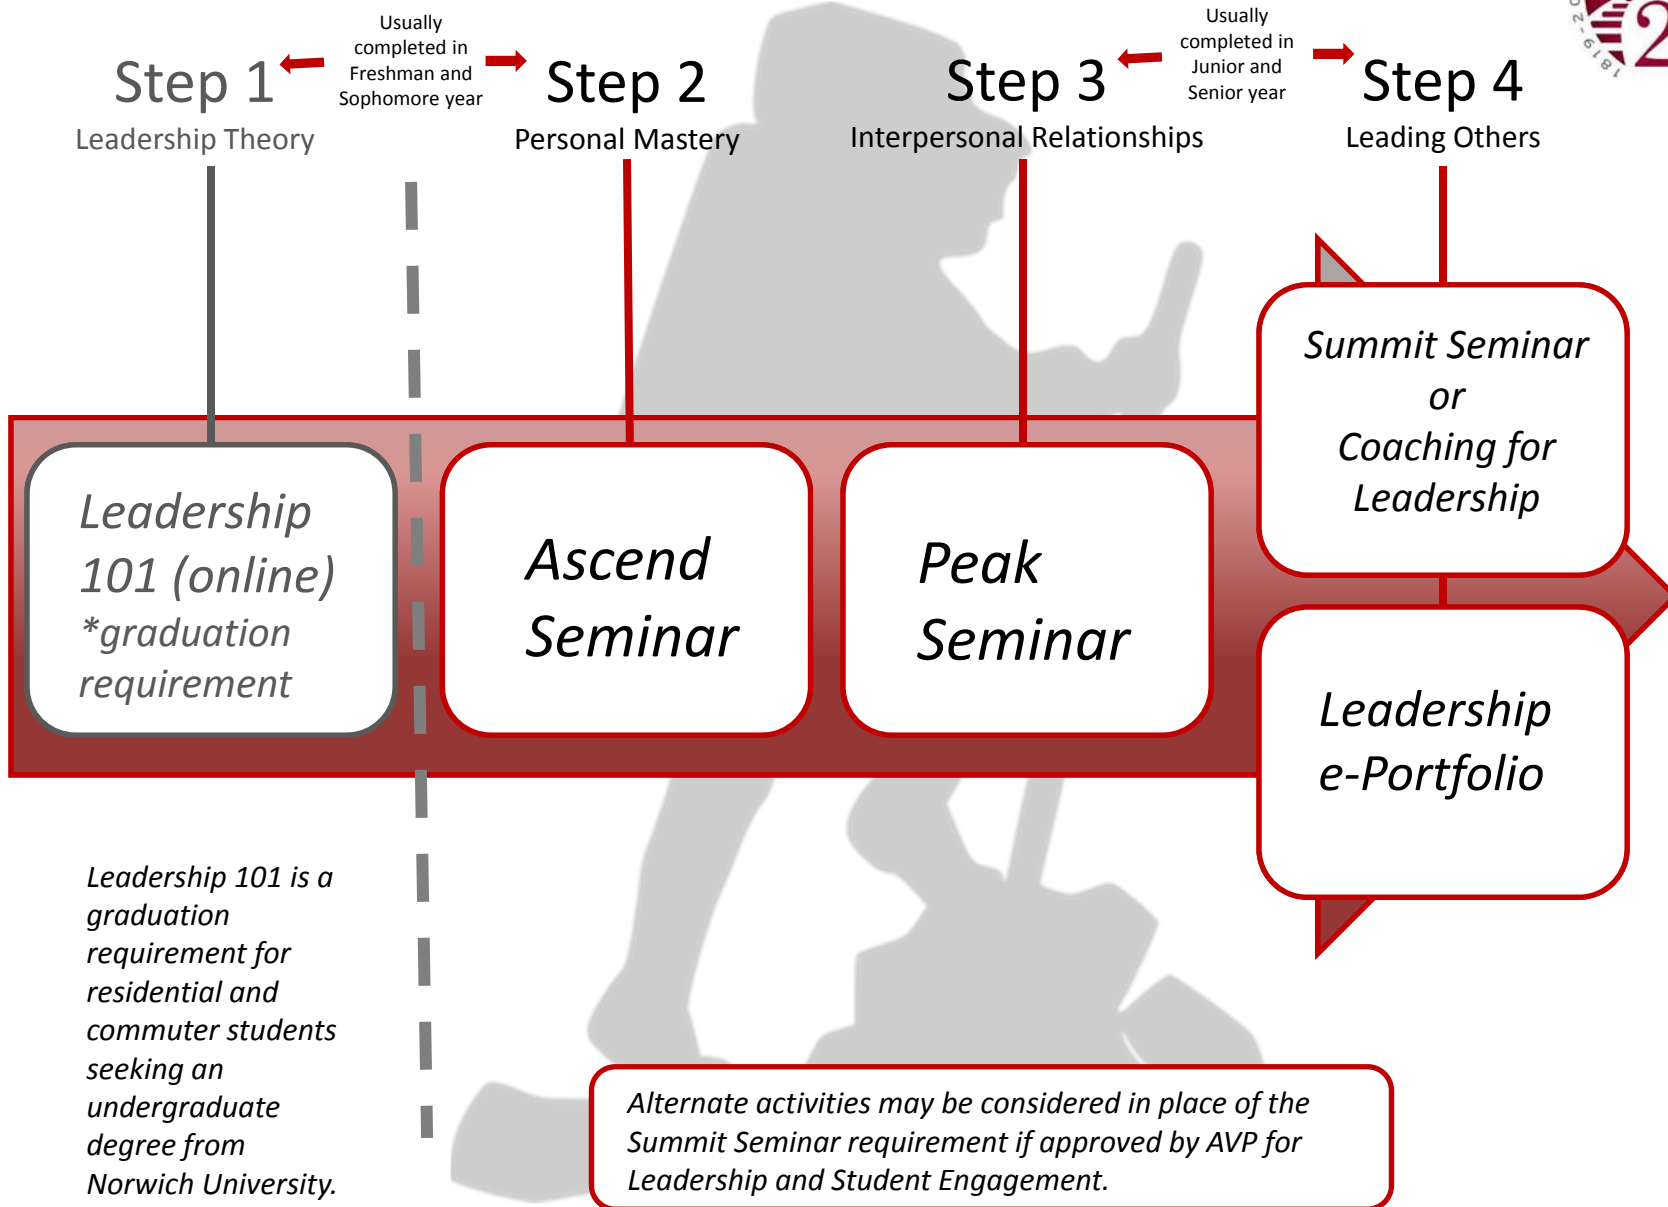 Usually
completed in
Freshman and
Sophomore year
Usually
completed in
Junior and
Senior year
Step 1
Leadership Theory
Step 2
Personal Mastery
Step 3
Interpersonal Relationships
Step 4
Leading Others
Leadership
101 (online)
*graduation
requirement
Ascend
Seminar
Peak
Seminar
Summit Seminar
or
Coaching for
Leadership
Leadership
e-Portfolio
Leadership 101 is a
graduation
requirement for
residential and
commuter students
seeking an
undergraduate
degree from
Norwich University.
Alternate activities may be considered in place of the
Summit Seminar requirement if approved by AVP for
Leadership and Student Engagement.